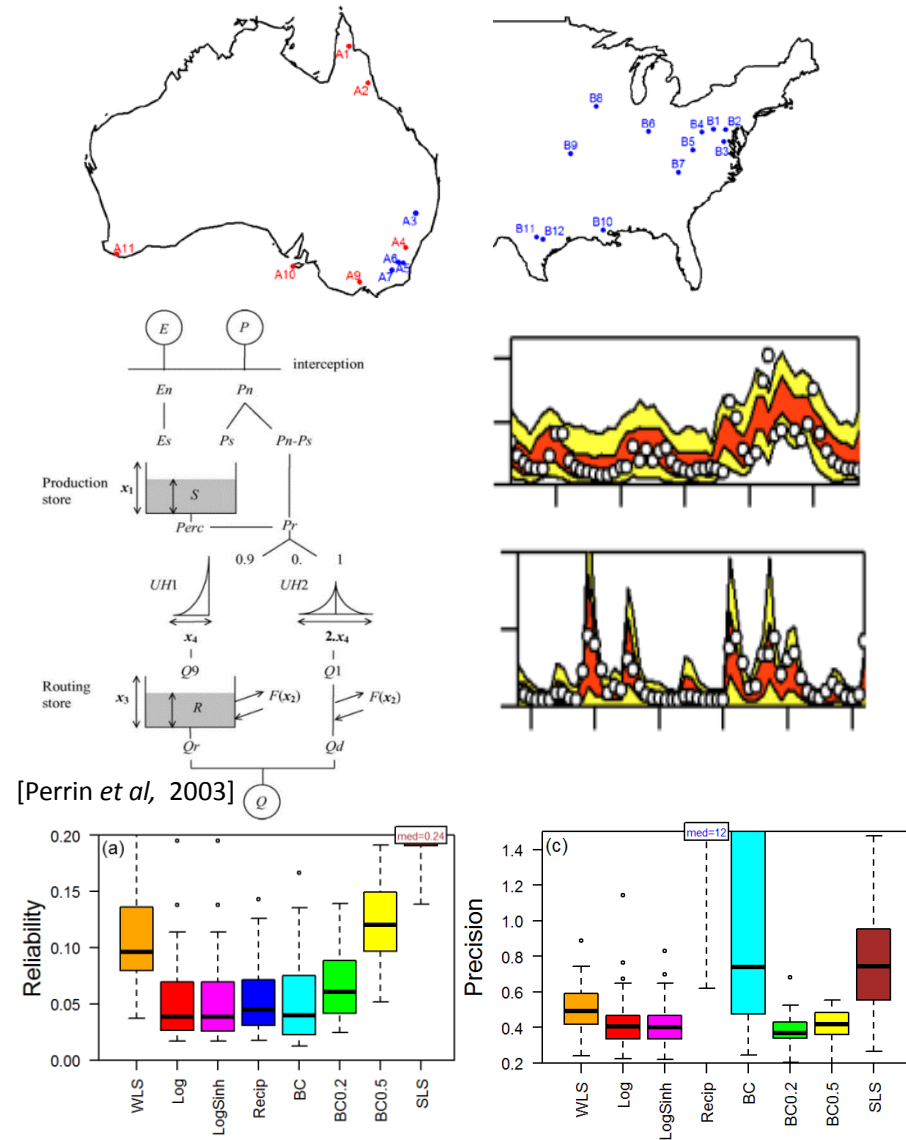 A1
A2
A3
A4
A11
A6
A5
A10
A7
A9
B8
B6
B4 B1 B2
B3
B5
B9
B7
B10
B11 B12
E P
interception
En Pn
Es Ps Pn-Ps
Production
store
x1
S
Perc Pr
0.9 0. 1
UH1 UH2
x4 2.x4
Q9 Q1
Routing
store
x3
R
F(x2) F(x2)
Qr Qd
[Perrin et al, 2003]
Q
(a)
med=0.24
Reliability
0.20
0.15
0.10
0.05
0.00
WLS
Log
LogSinh
Recip
BC
BC0.2
BC0.5
SLS
(c)
med=12
Precision
1.4
1.2
1.0
0.8
0.6
0.4
0.2
WLS
Log
LogSinh
Recip
BC
BC0.2
BC0.5
SLS